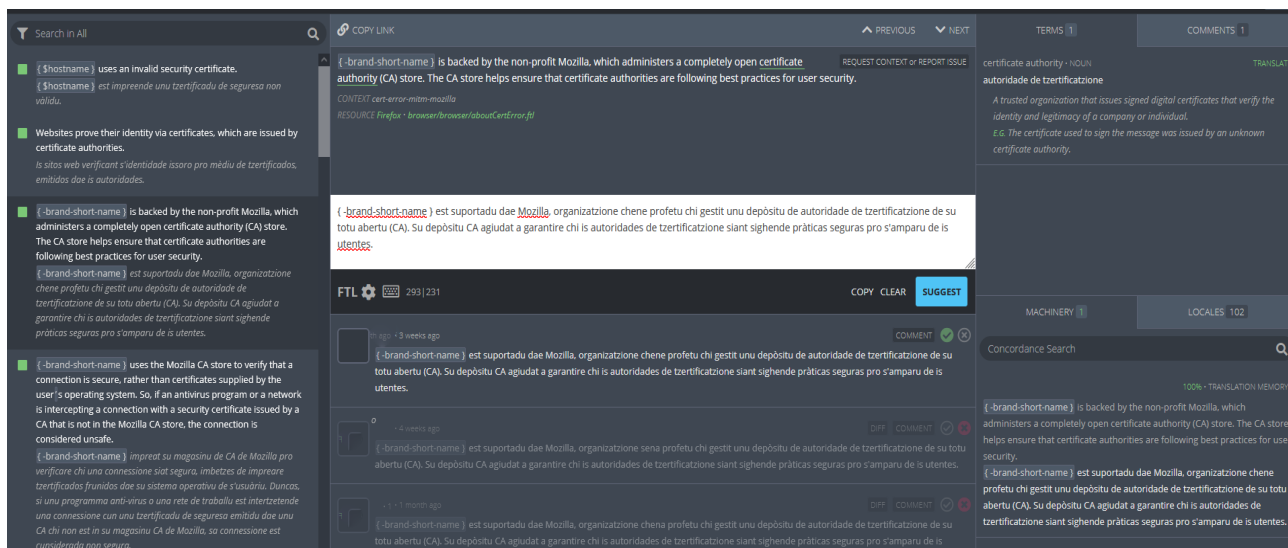 Search in All
{ $hostname } uses an invalid security certificate.
{ $hostname } est impreende unu tzertificadu de seguresa non
vàlidu.
Websites prove their identity via certificates, which are issued by
certificate authorities.
Is sitos web verificant s'identidade issoro pro mèdiu de tzertificados,
emitidos dae is autoridades.
{ -brand-short-name } is backed by the non-profit Mozilla, which
administers a completely open certificate authority (CA) store.
The CA store helps ensure that certificate authorities are
following best practices for user security.
{ -brand-short-name } est suportadu dae Mozilla, organizatzione
chene profetu chi gestit unu depòsitu de autoridade de
tzertificatzione de su totu abertu (CA). Su depòsitu CA agiudat a
garantire chi is autoridades de tzertificatzione siant sighende
pràticas seguras pro s'amparu de is utentes.
{ -brand-short-name } uses the Mozilla CA store to verify that a
connection is secure, rather than certificates supplied by the
user's operating system. So, if an antivirus program or a network
is intercepting a connection with a security certificate issued by a
CA that is not in the Mozilla CA store, the connection is
considered unsafe.
{ -brand-short-name } impreat su magasinu de CA de Mozilla pro
verificare chi una connessione siat segura, imbetzes de impreare
tzertificados frunidos dae su sistema operativu de s'usuàriu. Duncas,
si unu programma anti-virus o una rete de traballu est intertzetende
una connessione cun unu tzertificadu de seguresa emitidu dae unu
CA chi non est in su magasinu CA de Mozilla, sa connessione est
cunsiderada non segura.
COPY LINK
PREVIOUS
NEXT
{ -brand-short-name } is backed by the non-profit Mozilla, which administers a completely open certificate
authority (CA) store. The CA store helps ensure that certificate authorities are following best practices for user security.
REQUEST CONTEXT or REPORT ISSUE
CONTEXT cert-error-mitm-mozilla
RESOURCE Firefox · browser/browser/aboutCertError.ftl
{ -brand-short-name } est suportadu dae Mozilla, organizatzione chene profetu chi gestit unu depòsitu de autoridade de tzertificatzione de su
totu abertu (CA). Su depòsitu CA agiudat a garantire chi is autoridades de tzertificatzione siant sighende pràticas seguras pro s'amparu de is
utentes.
FTL
293|231
COPY CLEAR SUGGEST
ago · 3 weeks ago
COMMENT
{ -brand-short-name } est suportadu dae Mozilla, organizatzione chene profetu chi gestit unu depòsitu de autoridade de tzertificatzione de su
totu abertu (CA). Su depòsitu CA agiudat a garantire chi is autoridades de tzertificatzione siant sighende pràticas seguras pro s'amparu de is
utentes.
· 4 weeks ago
DIFF COMMENT
{ -brand-short-name } est suportadu dae Mozilla, organizatzione sena profetu chi gestit unu depòsitu de autoridade de tzertificatzione de su totu
abertu (CA). Su depòsitu CA agiudat a garantire chi is autoridades de tzertificatzione siant sighende pràticas seguras pro s'amparu de is utentes.
· 1 month ago
DIFF COMMENT
{ -brand-short-name } est suportadu dae Mozilla, organizatzione chena profetu chi gestit unu depòsitu de autoridade de tzertificatzione de su
totu abertu (CA). Su depòsitu CA agiudat a garantire chi is autoridades de tzertificatzione siant sighende pràticas seguras pro s'amparu de is
TERMS 1
COMMENTS 1
certificate authority · NOUN
TRANSLAT
autoridade de tzertificatzione
A trusted organization that issues signed digital certificates that verify the
identity and legitimacy of a company or individual.
E.G. The certificate used to sign the message was issued by an unknown
certificate authority.
MACHINERY 1
LOCALES 102
Concordance Search
100% · TRANSLATION MEMORY
{ -brand-short-name } is backed by the non-profit Mozilla, which
administers a completely open certificate authority (CA) store. The CA store
helps ensure that certificate authorities are following best practices for use
security.
{ -brand-short-name } est suportadu dae Mozilla, organizatzione chene
profetu chi gestit unu depòsitu de autoridade de tzertificatzione de su totu
abertu (CA). Su depòsitu CA agiudat a garantire chi is autoridades de
tzertificatzione siant sighende pràticas seguras pro s'amparu de is utentes.